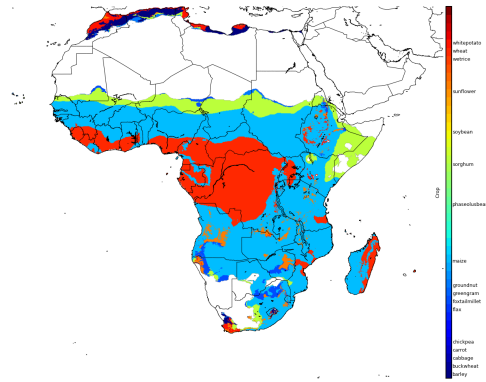 whitepotato
wheat
wetrice
sunflower
soybean
sorghum
phaseolusbea
maize
groundnut
greengram
foxtailmillet
flax
chickpea
carrot
cabbage
buckwheat
barley
Crop